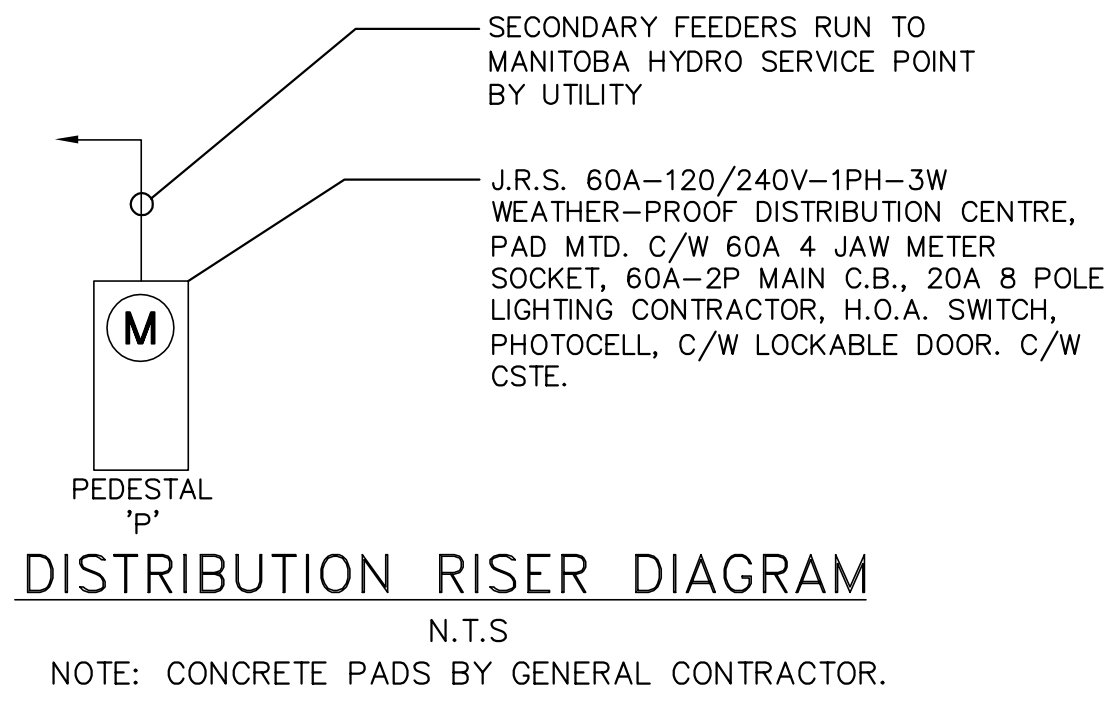 SECONDARY FEEDERS RUN TO
MANITOBA HYDRO SERVICE POINT
BY UTILITY
J.R.S. 60A-120/240V-1PH-3W
WEATHER-PROOF DISTRIBUTION CENTRE,
PAD MTD. C/W 60A 4 JAW METER
SOCKET, 60A-2P MAIN C.B., 20A 8 POLE
LIGHTING CONTRACTOR, H.O.A. SWITCH,
PHOTOCELL, C/W LOCKABLE DOOR. C/W
CSTE.
M
PEDESTAL
'P'
DISTRIBUTION RISER DIAGRAM
N.T.S
NOTE: CONCRETE PADS BY GENERAL CONTRACTOR.